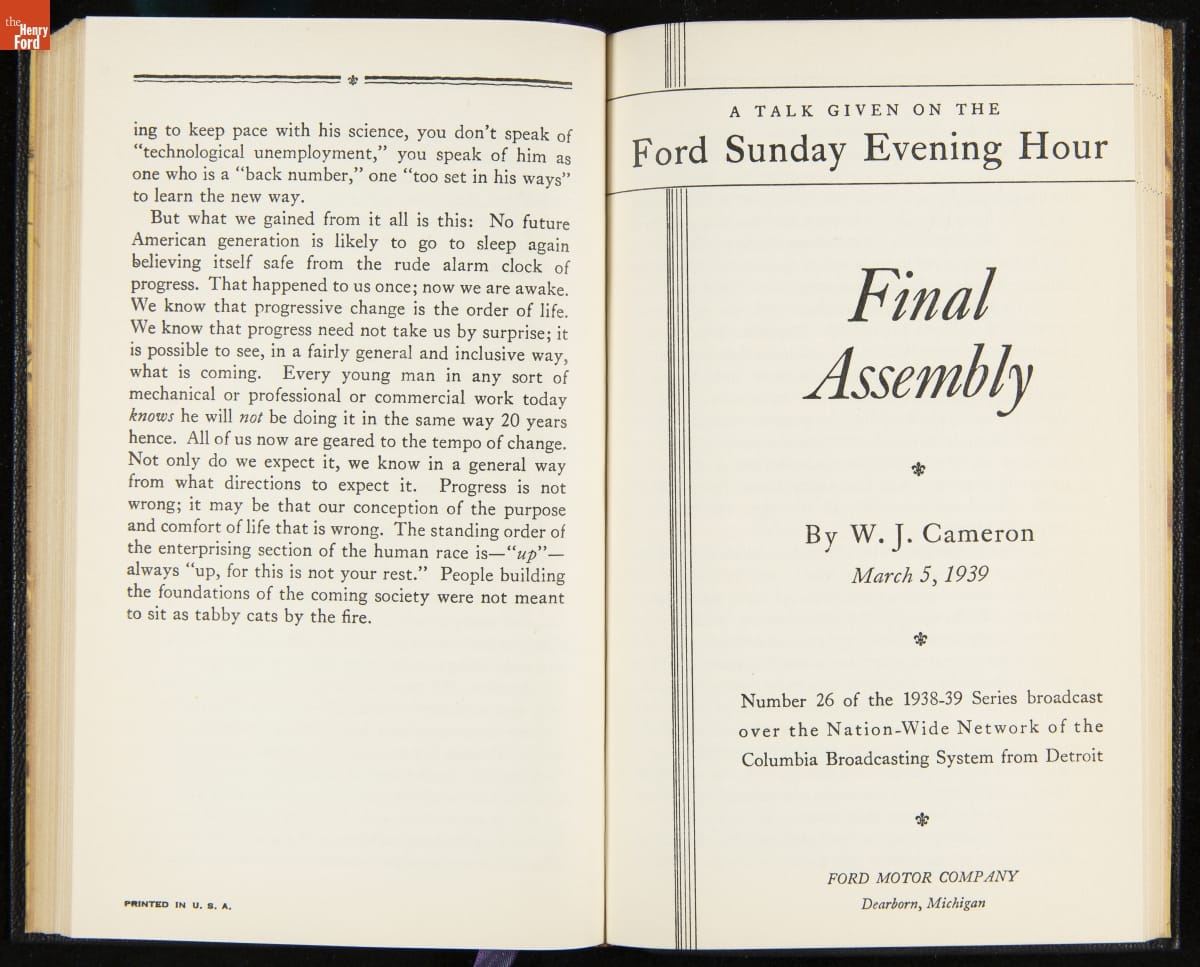 the
Henry
Ford
ing to keep pace with his science, you don't speak of
"technological unemployment," you speak of him as
one who is a "back number," one "too set in his ways"
to learn the new way.
But what we gained from it all is this: No future
American generation is likely to go to sleep again
believing itself safe from the rude alarm clock of
progress. That happened to us once; now we are awake.
We know that progressive change is the order of life.
We know that progress need not take us by surprise; it
is possible to see, in a fairly general and inclusive way,
what is coming. Every young man in any sort of
mechanical or professional or commercial work today
knows he will not be doing it in the same way 20 years
hence. All of us now are geared to the tempo of change.
Not only do we expect it, we know in a general way
from what directions to expect it. Progress is not
wrong; it may be that our conception of the purpose
and comfort of life that is wrong. The standing order of
the enterprising section of the human race is—"up"—
always "up, for this is not your rest." People building
the foundations of the coming society were not meant
to sit as tabby cats by the fire.
PRINTED IN U. S. A.
A TALK GIVEN ON THE
Ford Sunday Evening Hour
Final
Assembly
By W. J. Cameron
March 5, 1939
Number 26 of the 1938-39 Series broadcast
over the Nation-Wide Network of the
Columbia Broadcasting System from Detroit
FORD MOTOR COMPANY
Dearborn, Michigan